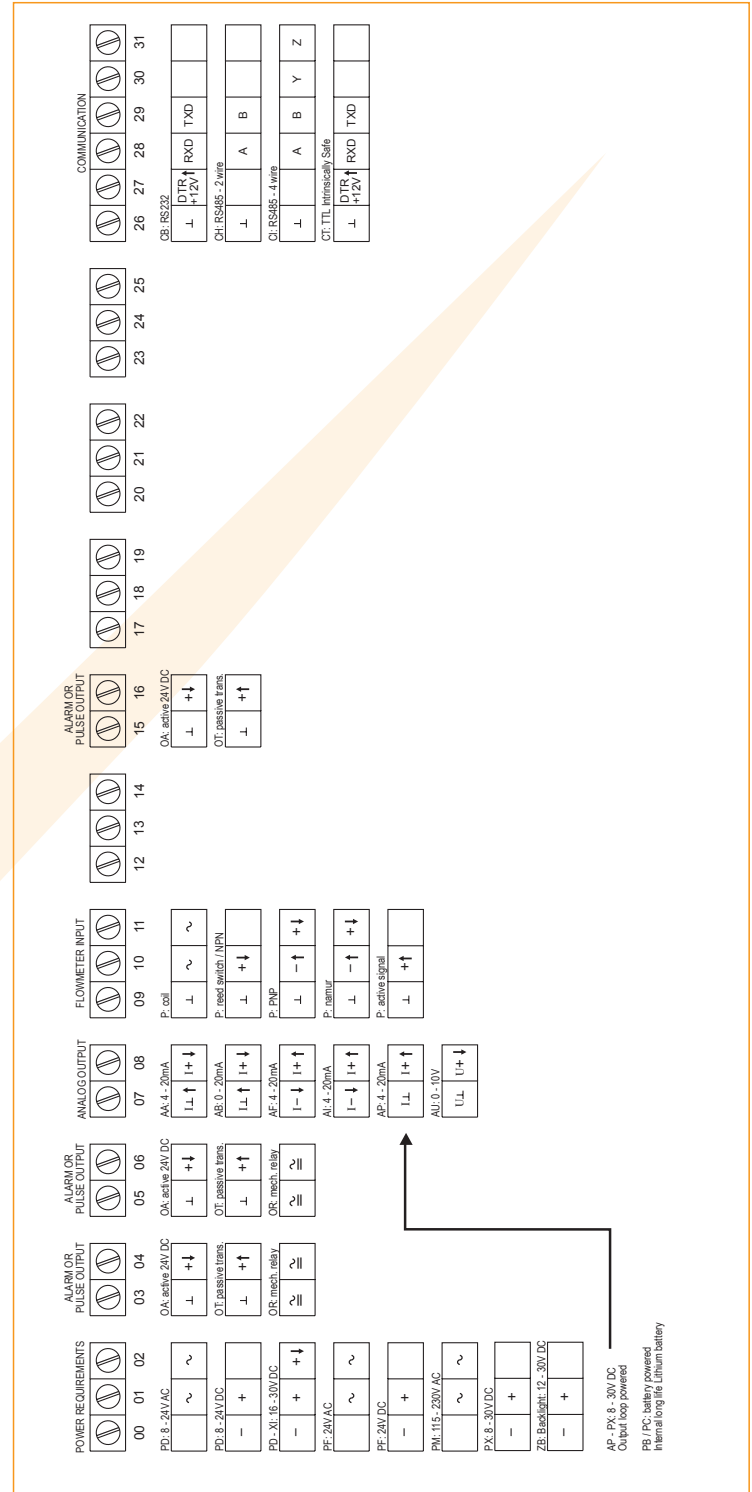 POWER REQUIREMENTS
00 01 02
PD: 8 - 24V AC
~ ~
PD: 8 - 24V DC
− +
PD - XI: 16 - 30V DC
− + +↓
PF: 24V AC
~ ~
PF: 24V DC
− +
PM: 115 - 230V AC
~ ~
PX: 8 - 30V DC
− +
ZB: Backlight: 12 - 30V DC
− +
AP - PX: 8 - 30V DC
Output loop powered
PB / PC: battery powered
Internal long life Lithium battery
ALARM OR
PULSE OUTPUT
03 04
OA: active 24V DC
⊥ +↓
OT: passive trans.
⊥ +↑
OR: mech. relay
≂ ≂
ALARM OR
PULSE OUTPUT
05 06
OA: active 24V DC
⊥ +↓
OT: passive trans.
⊥ +↑
OR: mech. relay
≂ ≂
ANALOG OUTPUT
07 08
AA: 4 - 20mA
I⊥↑ I+↓
AB: 0 - 20mA
I⊥↑ I+↓
AF: 4 - 20mA
I−↓ I+↑
AI: 4 - 20mA
I−↓ I+↑
AP: 4 - 20mA
I⊥ I+↑
AU: 0 - 10V
U⊥ U+↓
FLOWMETER INPUT
09 10 11
P: coil
⊥ ~ ~
P: reed switch / NPN
⊥ +↓
P: PNP
⊥ −↑ +↓
P: namur
⊥ −↑ +↓
P: active signal
⊥ +↑
12 13 14
ALARM OR
PULSE OUTPUT
15 16
OA: active 24V DC
⊥ +↓
OT: passive trans.
⊥ +↑
17 18 19
20 21 22
23 24 25
COMMUNICATION
26 27 28 29 30 31
CB: RS232
⊥ DTR +12V↑ RXD TXD
CH: RS485 - 2 wire
⊥ A B
CI: RS485 - 4 wire
⊥ A B Y Z
CT: TTL Intrinsically Safe
⊥ DTR +12V↑ RXD TXD